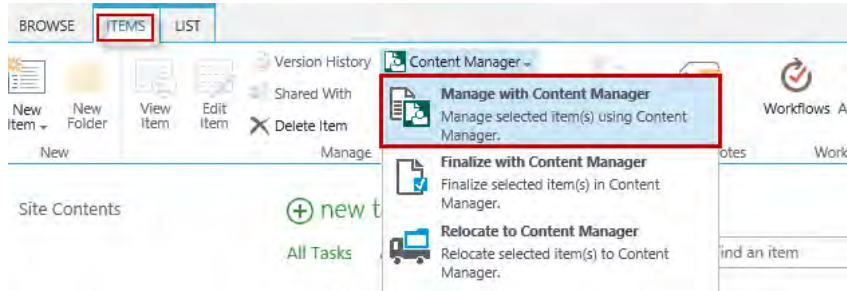 BROWSE ITEMS LIST
Version History Content Manager
Shared With
Delete Item
New Item
New Folder
View Item
Edit Item
Workflows
New
Manage
Manage with Content Manager
Manage selected item(s) using Content
Manager.
Finalize with Content Manager
Finalize selected item(s) in Content
Manager.
Relocate to Content Manager
Relocate selected item(s) to Content
Manager.
Site Contents
new t
All Tasks
ind an item